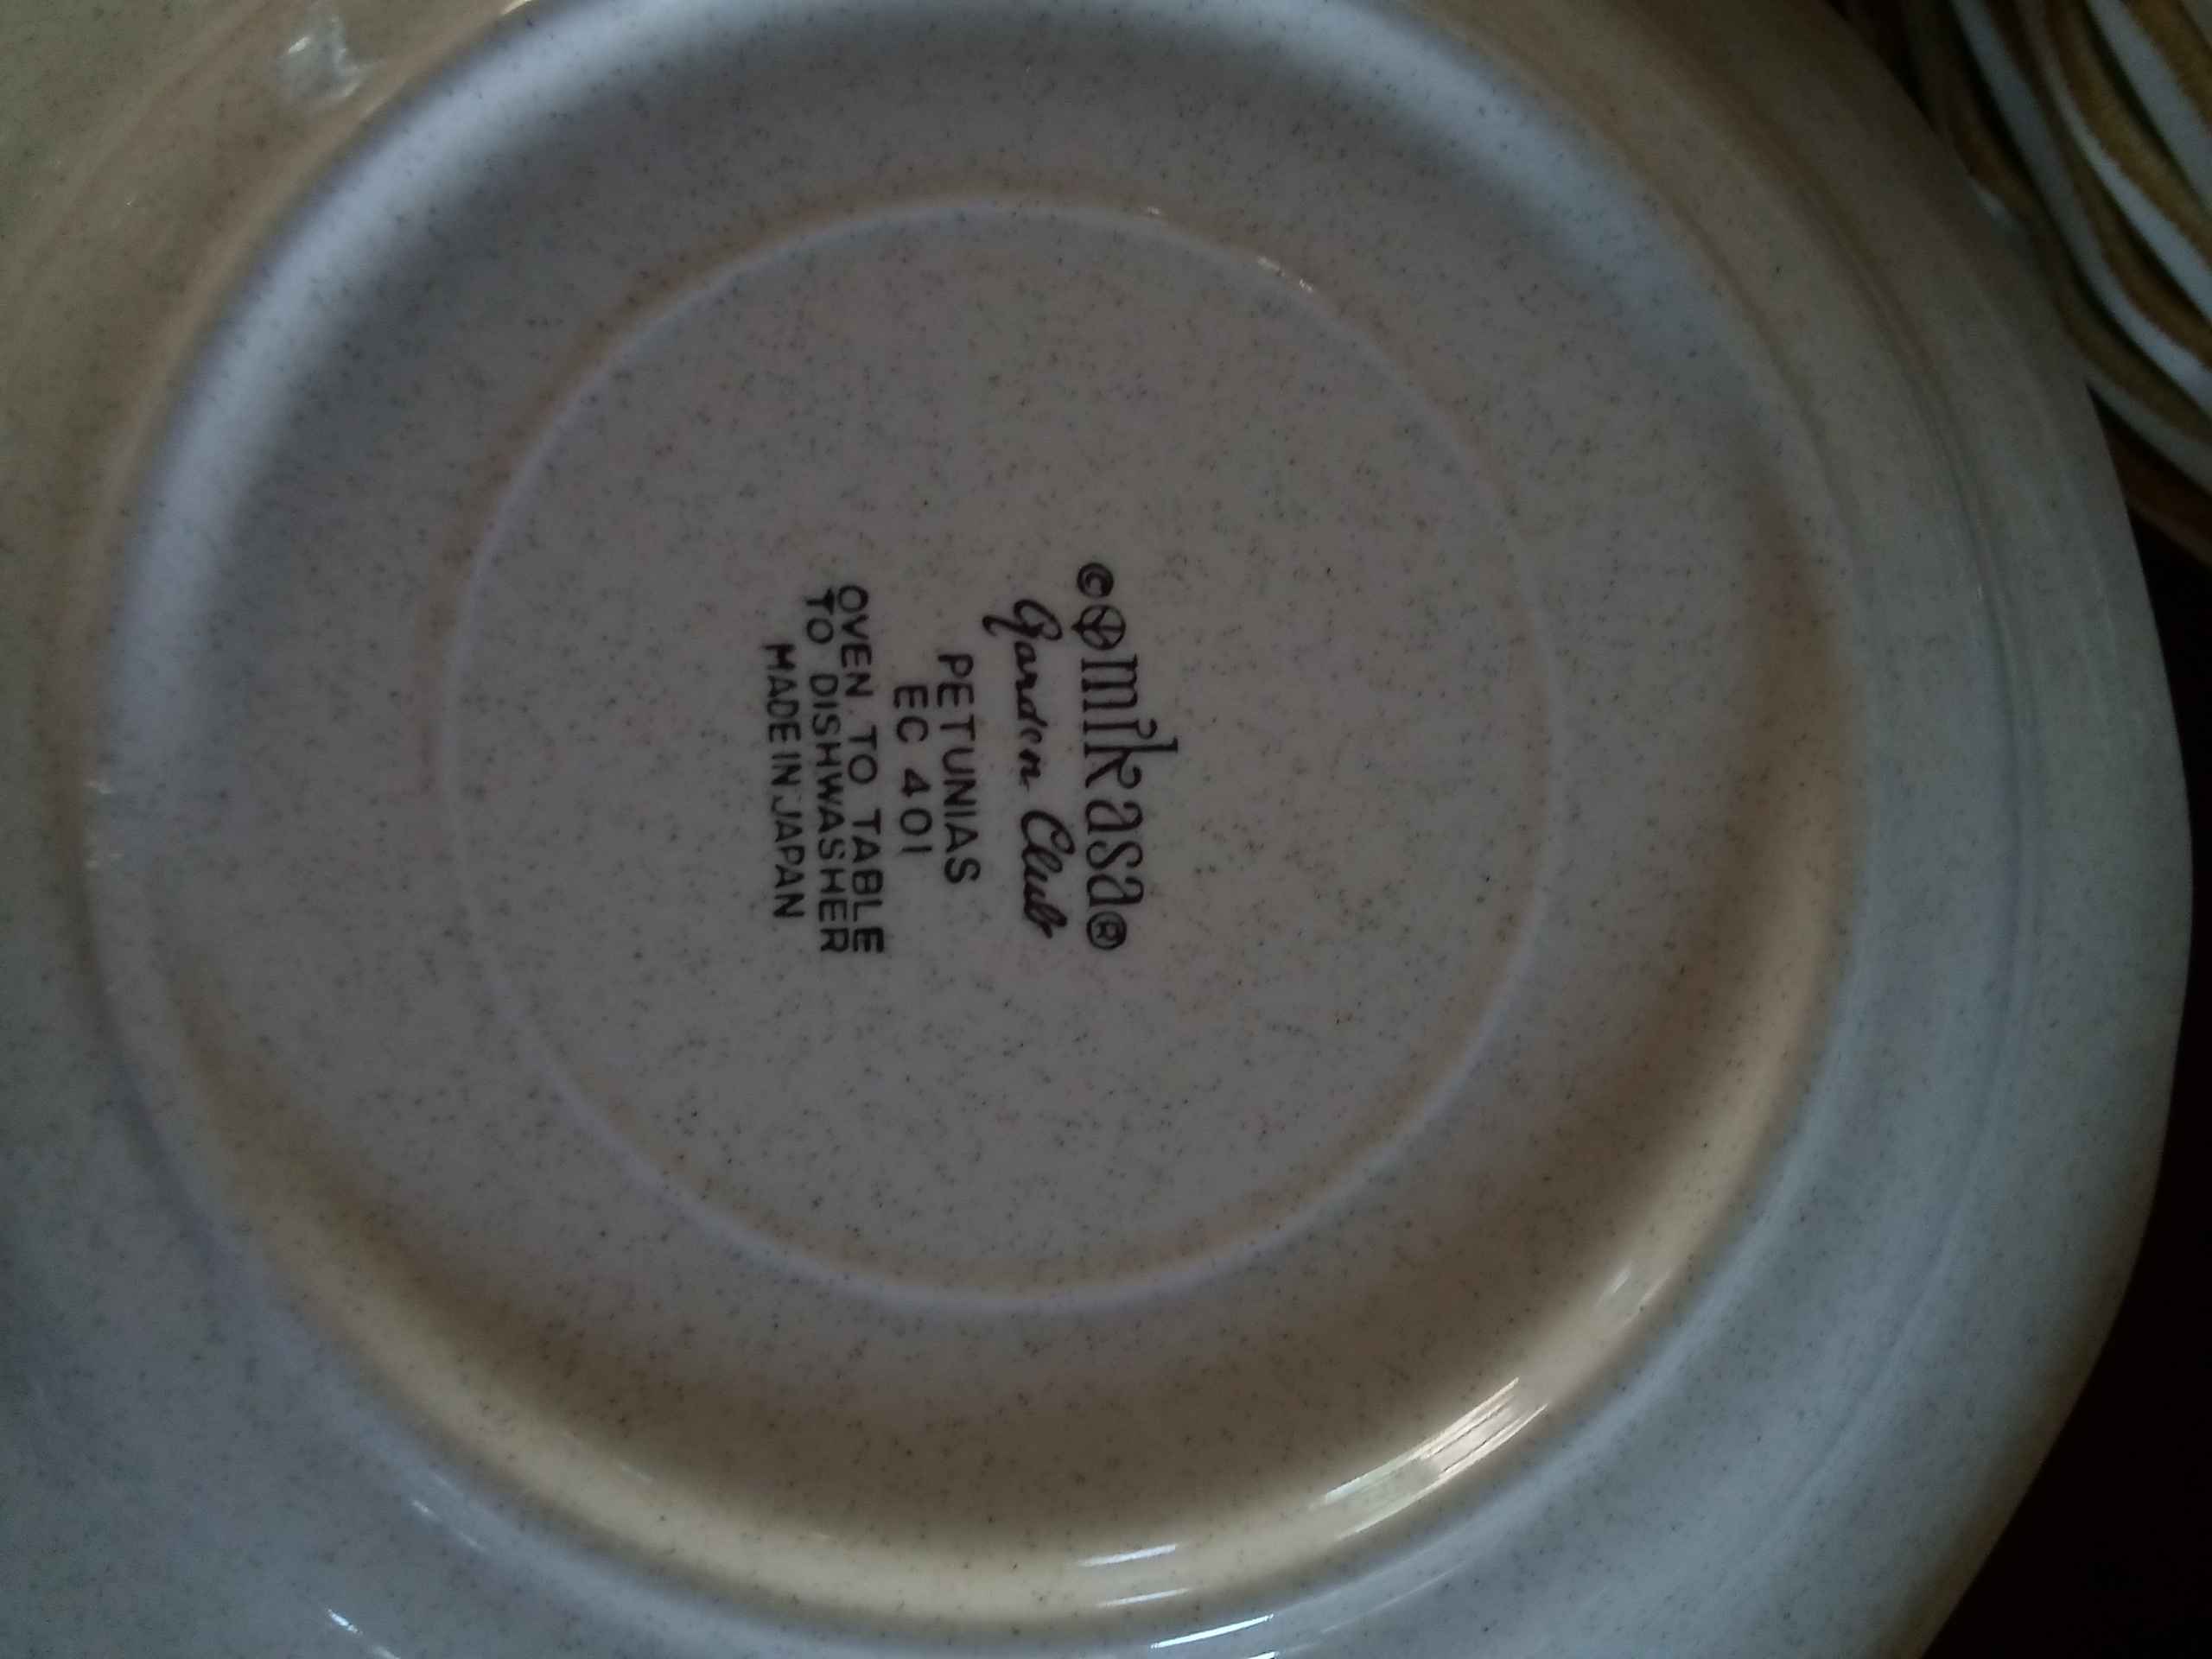 © mikasa ®
Garden Club
PETUNIAS
EC 401
OVEN TO TABLE
TO DISHWASHER
MADE IN JAPAN